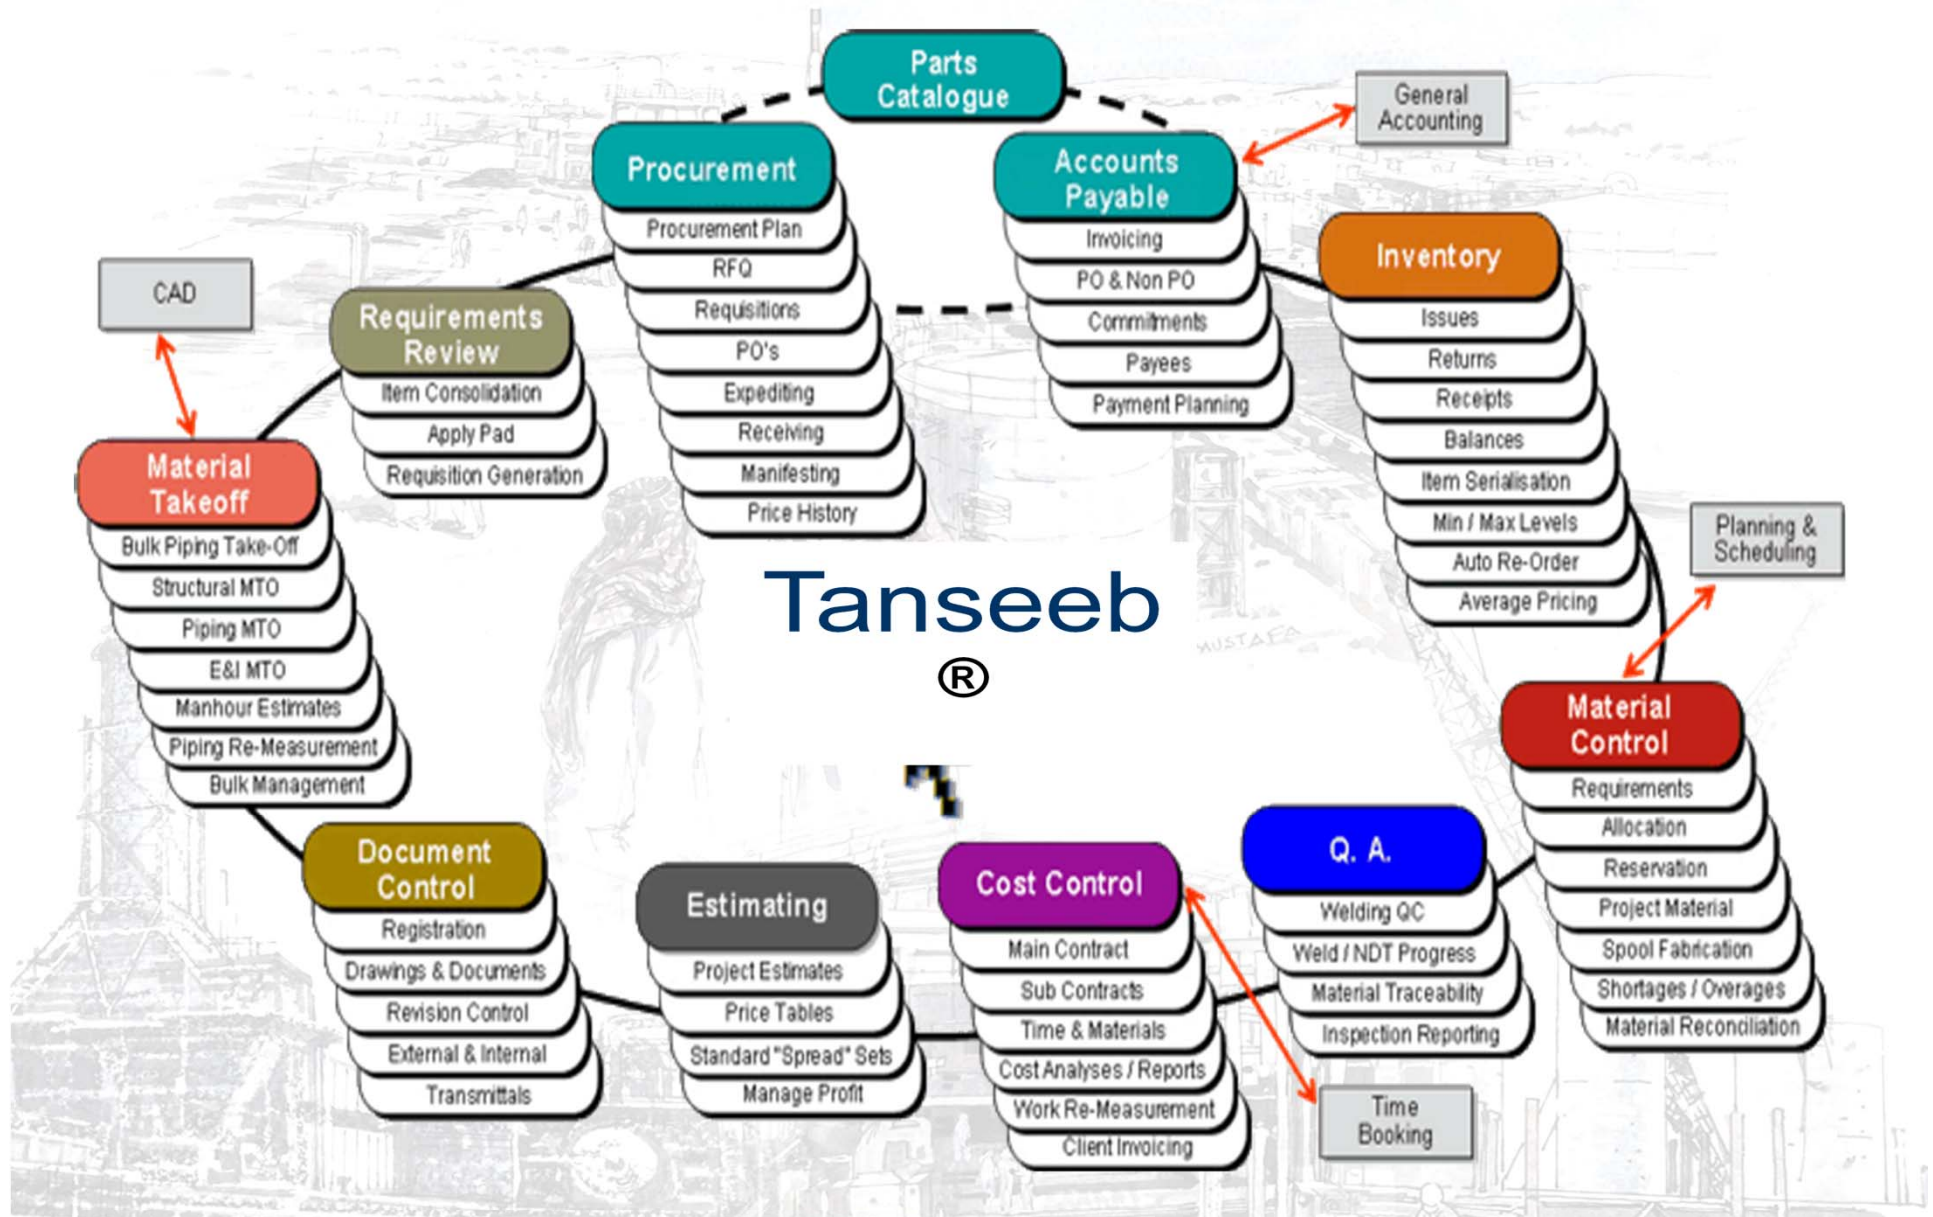 Parts
Catalogue
General
Accounting
Procurement
Procurement Plan
RFQ
Requisitions
PO's
Expediting
Receiving
Manifesting
Price History
Accounts
Payable
Invoicing
PO & Non PO
Commitments
Payees
Payment Planning
Inventory
Issues
Returns
Receipts
Balances
Item Serialisation
Min / Max Levels
Auto Re-Order
Average Pricing
CAD
Requirements
Review
Item Consolidation
Apply Pad
Requisition Generation
Material
Takeoff
Bulk Piping Take-Off
Structural MTO
Piping MTO
E&I MTO
Manhour Estimates
Piping Re-Measurement
Bulk Management
Planning &
Scheduling
Tanseeb
®
MUSTAFA
Material
Control
Requirements
Allocation
Reservation
Project Material
Spool Fabrication
Shortages / Overages
Material Reconciliation
Document
Control
Registration
Drawings & Documents
Revision Control
External & Internal
Transmittals
Estimating
Project Estimates
Price Tables
Standard "Spread" Sets
Manage Profit
Cost Control
Main Contract
Sub Contracts
Time & Materials
Cost Analyses / Reports
Work Re-Measurement
Client Invoicing
Q. A.
Welding QC
Weld / NDT Progress
Material Traceability
Inspection Reporting
Time
Booking